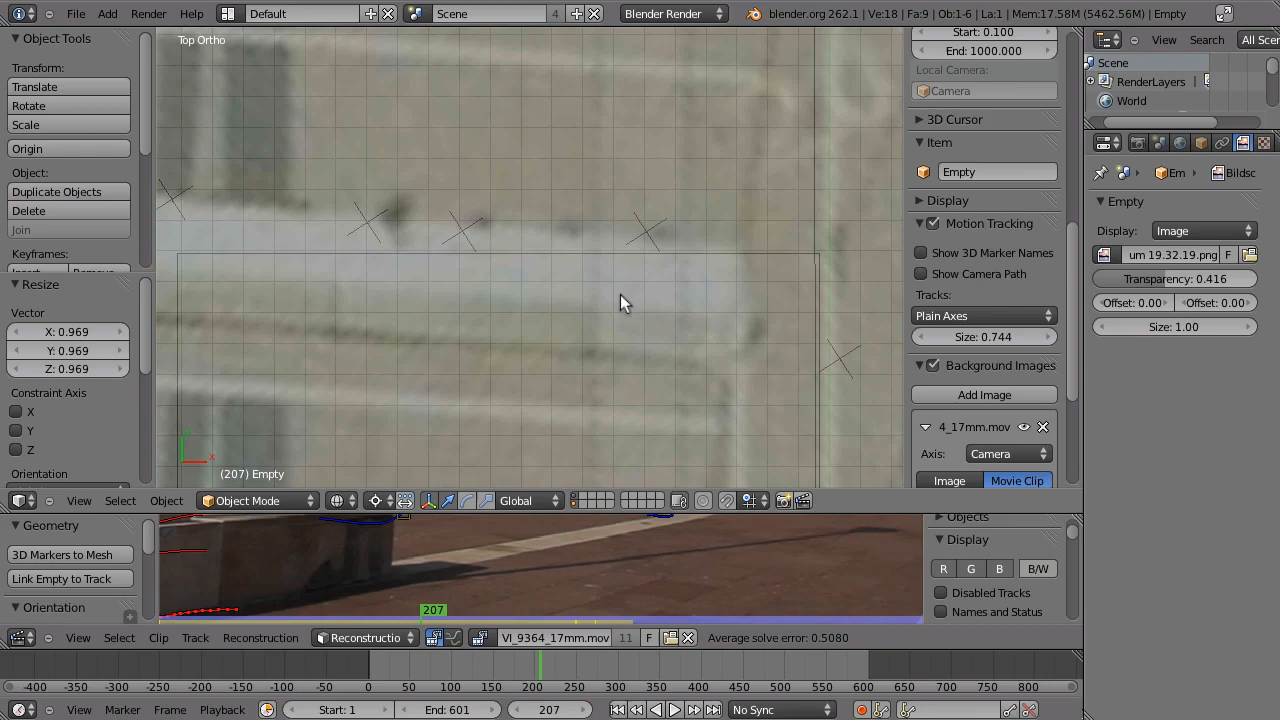 File Add Render Help Default Scene 4 Blender Render blender.org 262.1 | Ve:18 | Fa:9 | Ob:1-6 | La:1 | Mem:17.58M (5462.56M) | Empty
Object Tools
Transform:
Translate
Rotate
Scale
Origin
Object:
Duplicate Objects
Delete
Join
Keyframes:
Resize
Vector
X: 0.969
Y: 0.969
Z: 0.969
Constraint Axis
X
Y
Z
Orientation
Top Ortho
(207) Empty
Start: 0.100
End: 1000.000
Local Camera:
Camera
3D Cursor
Item
Empty
Display
Motion Tracking
Show 3D Marker Names
Show Camera Path
Tracks:
Plain Axes
Size: 0.744
Background Images
Add Image
4_17mm.mov
Axis: Camera
Image Movie Clip
View Search All Scer
Scene
RenderLayers
World
Em Bildsc
Empty
Display: Image
um 19.32.19.png F
Transparency: 0.416
Offset: 0.00 Offset: 0.00
Size: 1.00
View Select Object Object Mode Global
Geometry
3D Markers to Mesh
Link Empty to Track
Orientation
207
Objects
Display
R G B B/W
Disabled Tracks
Names and Status
View Select Clip Track Reconstruction Reconstructio VI_9364_17mm.mov 11 F Average solve error: 0.5080
-400 -350 -300 -250 -200 -150 -100 -50 0 50 100 150 200 250 300 350 400 450 500 550 600 650 700 750 800
View Marker Frame Playback Start: 1 End: 601 207 No Sync